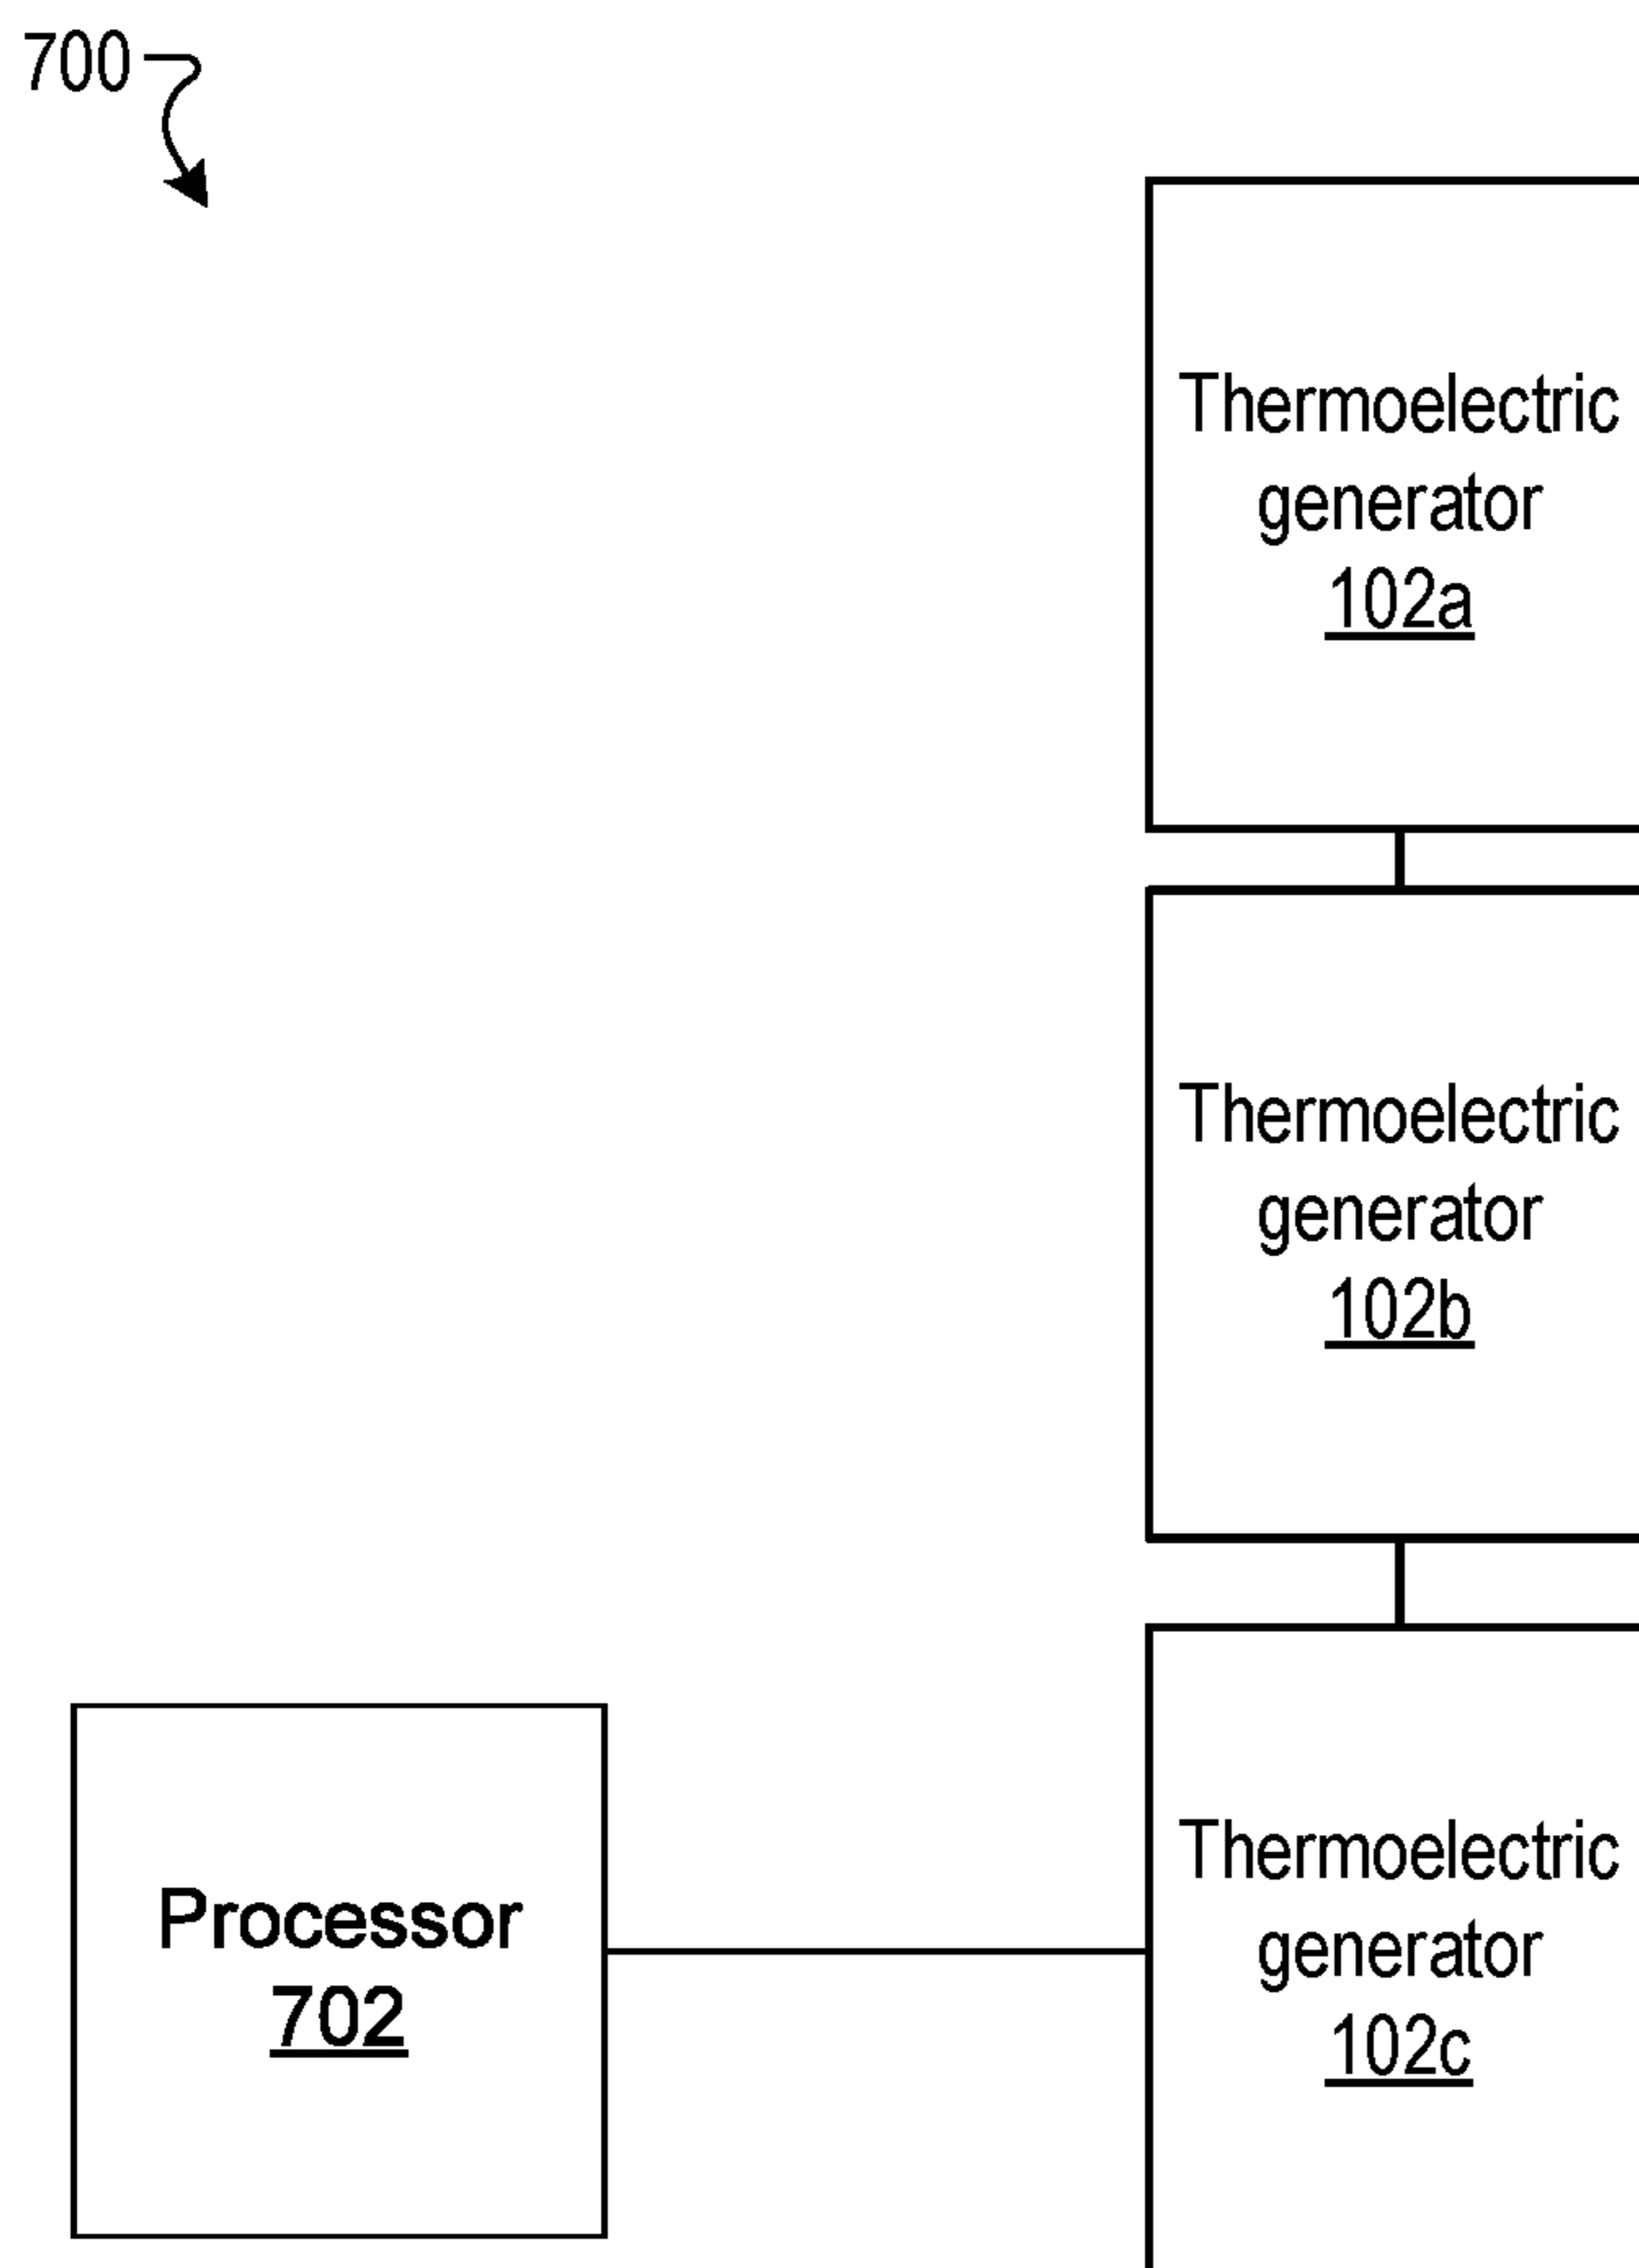 700
Thermoelectric
generator
102a
Thermoelectric
generator
102b
Thermoelectric
generator
102c
Processor
702